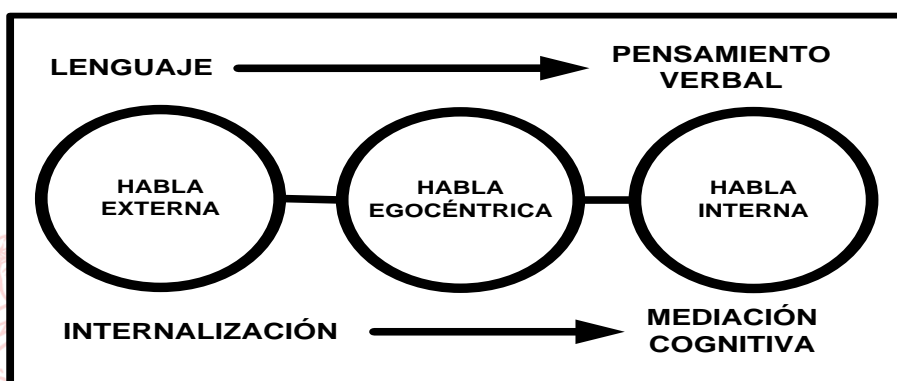 LENGUAJE
PENSAMIENTO
VERBAL
HABLA
EXTERNA
HABLA
EGOCÉNTRICA
HABLA
INTERNA
INTERNALIZACIÓN
MEDIACIÓN
COGNITIVA